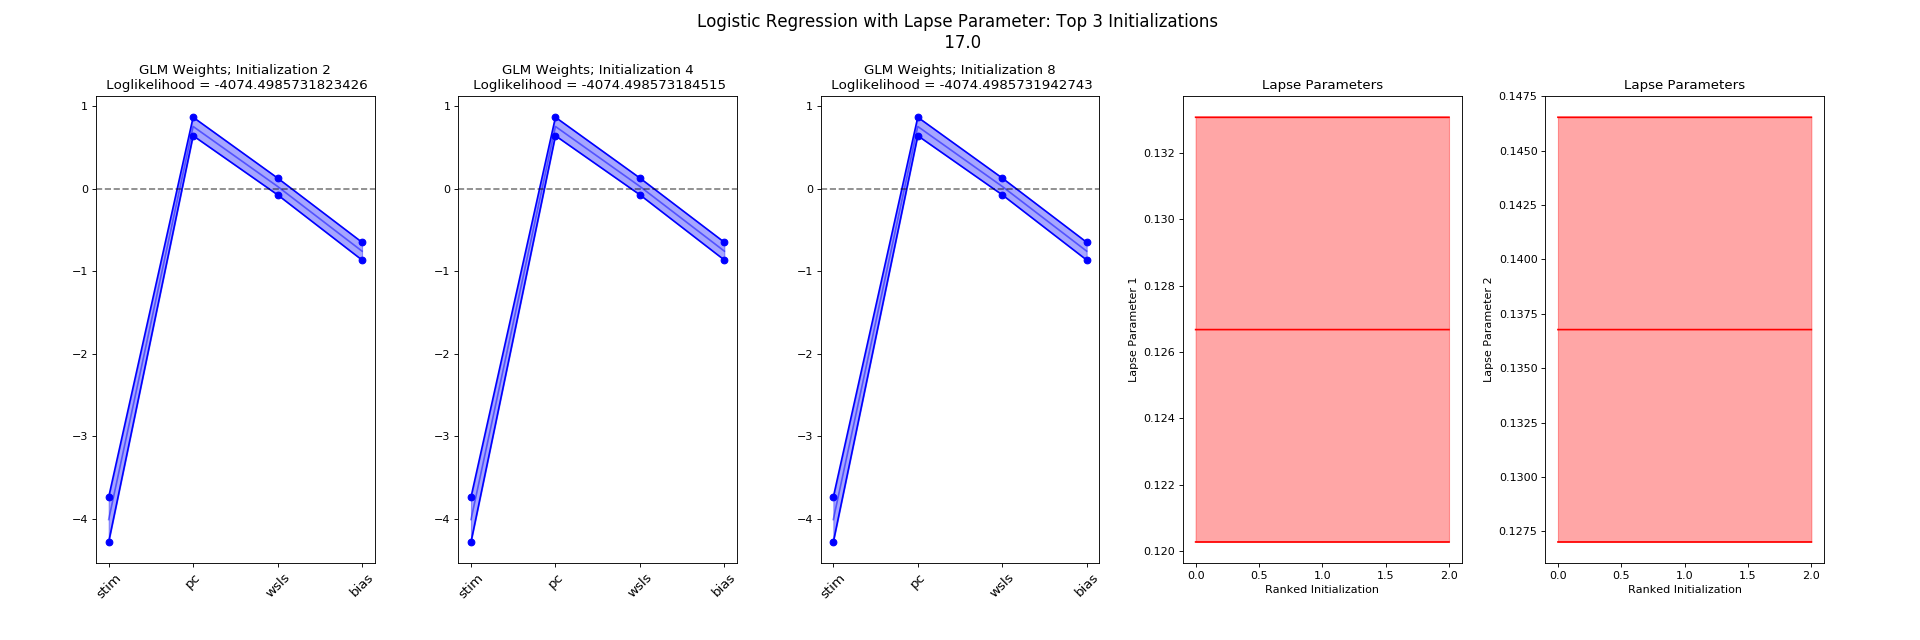 Logistic Regression with Lapse Parameter: Top 3 Initializations
17.0
GLM Weights; Initialization 2
Loglikelihood = -4074.4985731823426
1
0
−1
−2
−3
−4
stim
pc
wsls
bias
GLM Weights; Initialization 4
Loglikelihood = -4074.498573184515
1
0
−1
−2
−3
−4
stim
pc
wsls
bias
GLM Weights; Initialization 8
Loglikelihood = -4074.4985731942743
1
0
−1
−2
−3
−4
stim
pc
wsls
bias
Lapse Parameters
Lapse Parameter 1
0.132
0.130
0.128
0.126
0.124
0.122
0.120
0.0
0.5
1.0
1.5
2.0
Ranked Initialization
Lapse Parameters
Lapse Parameter 2
0.1475
0.1450
0.1425
0.1400
0.1375
0.1350
0.1325
0.1300
0.1275
0.0
0.5
1.0
1.5
2.0
Ranked Initialization